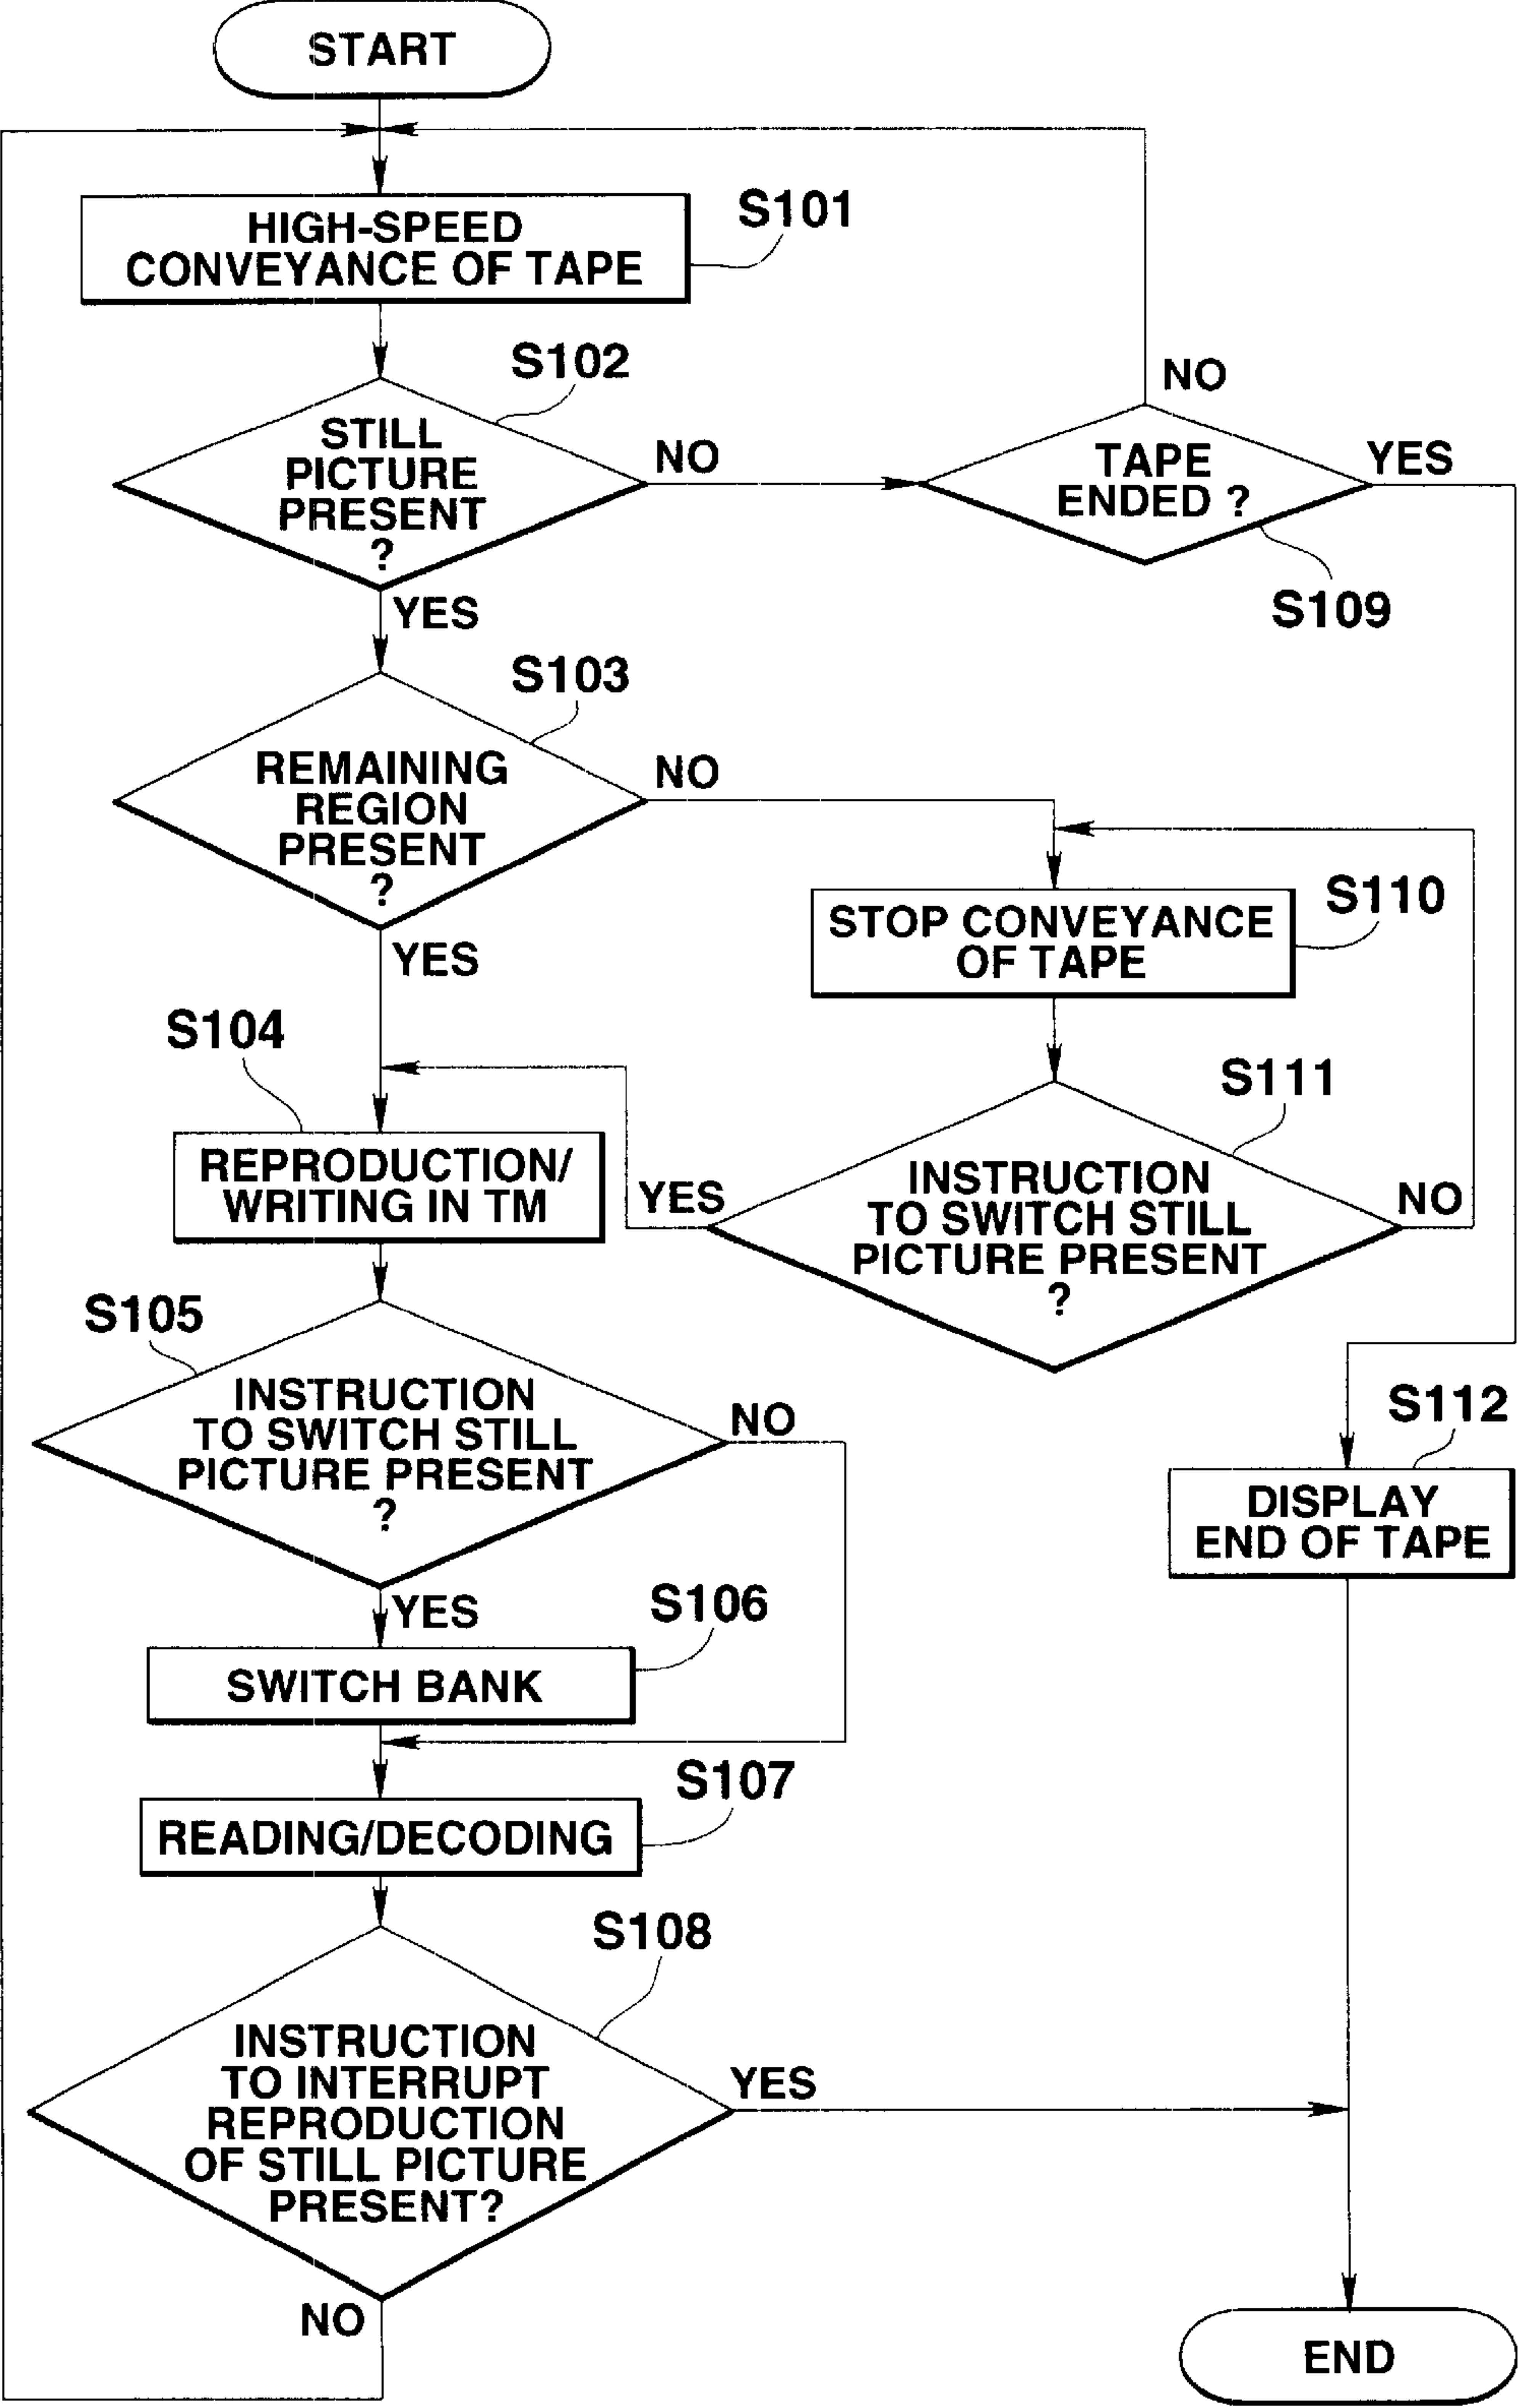 START
S101
HIGH-SPEED
CONVEYANCE OF TAPE
S102
STILL
PICTURE
PRESENT
?
NO
YES
NO
TAPE
ENDED ?
YES
S109
S103
REMAINING
REGION
PRESENT
?
NO
YES
S110
STOP CONVEYANCE
OF TAPE
S104
REPRODUCTION/
WRITING IN TM
S111
INSTRUCTION
TO SWITCH STILL
PICTURE PRESENT
?
YES
NO
S105
INSTRUCTION
TO SWITCH STILL
PICTURE PRESENT
?
NO
YES
S112
DISPLAY
END OF TAPE
S106
SWITCH BANK
S107
READING/DECODING
S108
INSTRUCTION
TO INTERRUPT
REPRODUCTION
OF STILL PICTURE
PRESENT?
YES
NO
END